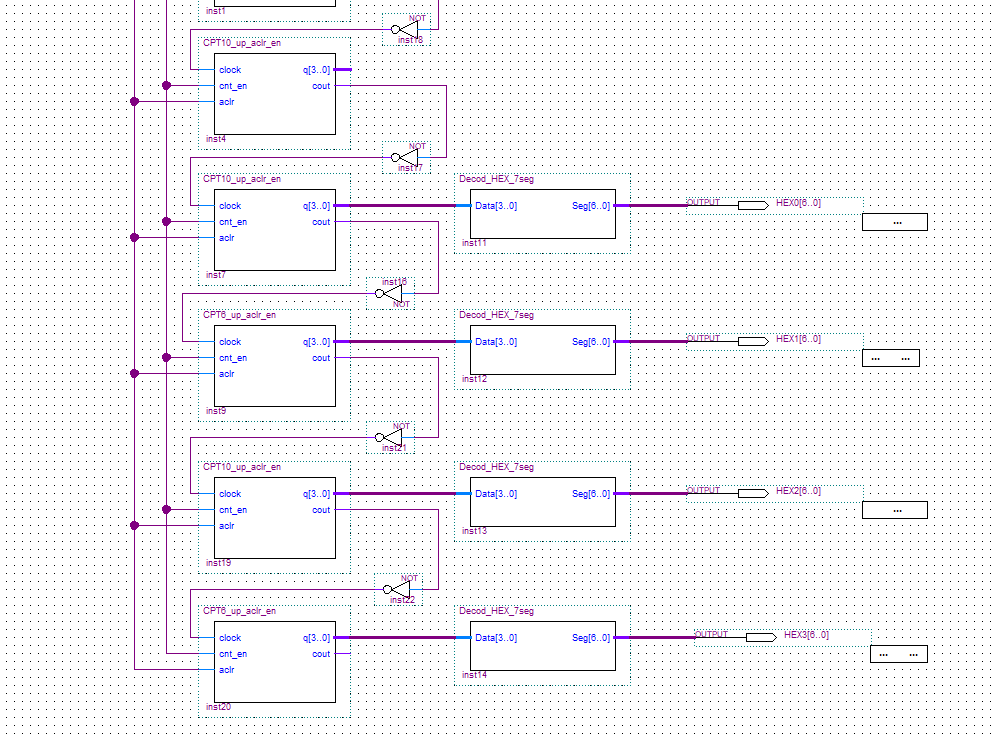 inst1
NOT
inst18
CPT10_up_aclr_en
clock q[3..0]
cnt_en cout
aclr
inst4
NOT
inst17
CPT10_up_aclr_en
clock q[3..0]
cnt_en cout
aclr
inst7
Decod_HEX_7seg
Data[3..0] Seg[6..0]
inst11
OUTPUT HEX0[6..0]
...
inst16
NOT
CPT6_up_aclr_en
clock q[3..0]
cnt_en cout
aclr
inst9
Decod_HEX_7seg
Data[3..0] Seg[6..0]
inst12
OUTPUT HEX1[6..0]
... ...
NOT
inst21
CPT10_up_aclr_en
clock q[3..0]
cnt_en cout
aclr
inst19
Decod_HEX_7seg
Data[3..0] Seg[6..0]
inst13
OUTPUT HEX2[6..0]
...
NOT
inst22
CPT6_up_aclr_en
clock q[3..0]
cnt_en cout
aclr
inst20
Decod_HEX_7seg
Data[3..0] Seg[6..0]
inst14
OUTPUT HEX3[6..0]
... ...